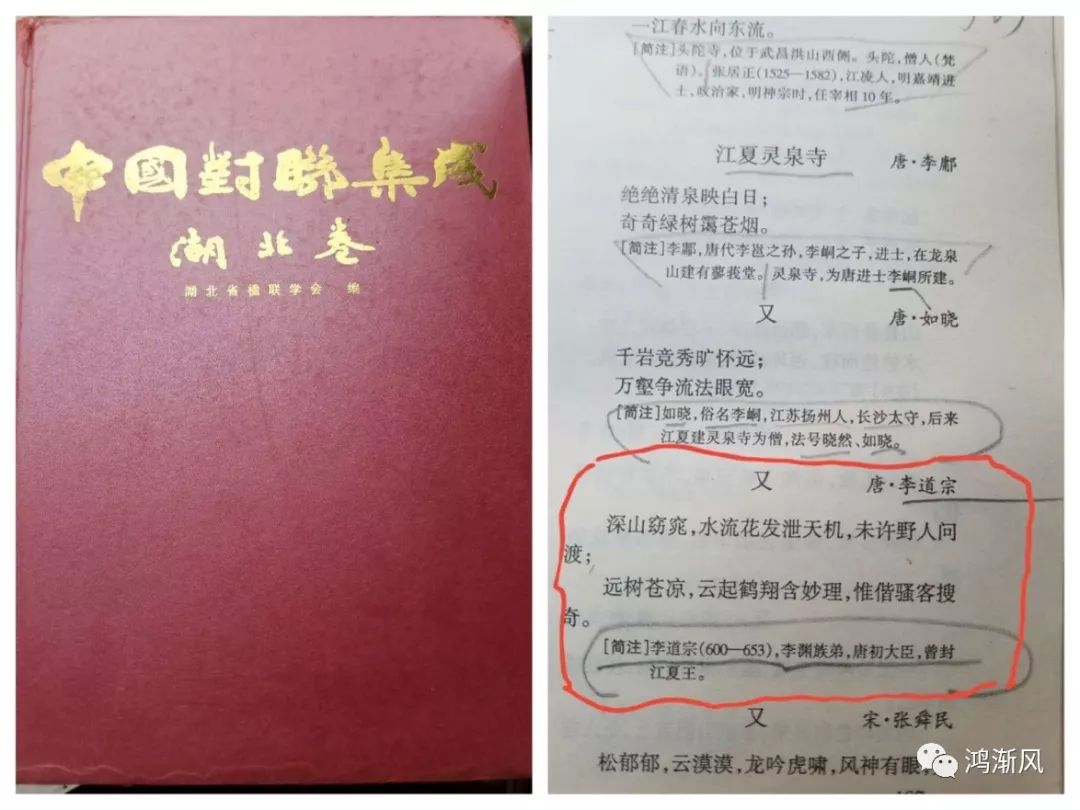 中國對聯集成
湖北卷
湖北省楹联学会 编
一江春水向东流。
[简注]头陀寺,位于武昌洪山西侧。头陀,僧人(梵
语)。张居正(1525—1582),江凌人,明嘉靖进
士,政治家,明神宗时,任宰相10年。
江夏灵泉寺 唐·李鄘
绝绝清泉映白日;
奇奇绿树霭苍烟。
[简注]李鄘,唐代李邕之孙,李峒之子,进士,在龙泉
山建有蓼莪堂。灵泉寺,为唐进士李峒所建。
又 唐·如晓
千岩竞秀旷怀远;
万壑争流法眼宽。
[简注]如晓,俗名李峒,江苏扬州人,长沙太守,后来
江夏建灵泉寺为僧,法号晓然、如晓。
又 唐·李道宗
深山窈窕,水流花发泄天机,未许野人问
渡;
远树苍凉,云起鹤翔含妙理,惟偕骚客搜
奇。
[简注]李道宗(600—653),李渊族弟,唐初大臣,曾封
江夏王。
又 宋·张舜民
松郁郁,云漠漠,龙吟虎啸,风神有眼,
鸿渐风